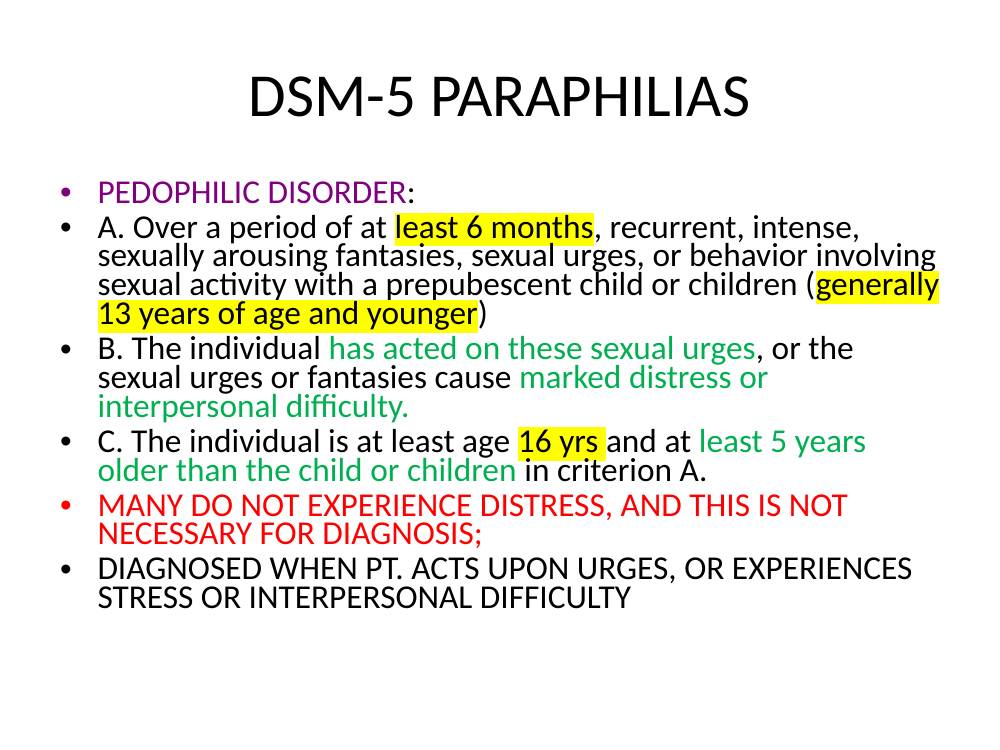 DSM-5 PARAPHILIAS
• PEDOPHILIC DISORDER:
• A. Over a period of at least 6 months, recurrent, intense,
sexually arousing fantasies, sexual urges, or behavior involving
sexual activity with a prepubescent child or children (generally
13 years of age and younger)
• B. The individual has acted on these sexual urges, or the
sexual urges or fantasies cause marked distress or
interpersonal difficulty.
• C. The individual is at least age 16 yrs and at least 5 years
older than the child or children in criterion A.
• MANY DO NOT EXPERIENCE DISTRESS, AND THIS IS NOT
NECESSARY FOR DIAGNOSIS;
• DIAGNOSED WHEN PT. ACTS UPON URGES, OR EXPERIENCES
STRESS OR INTERPERSONAL DIFFICULTY